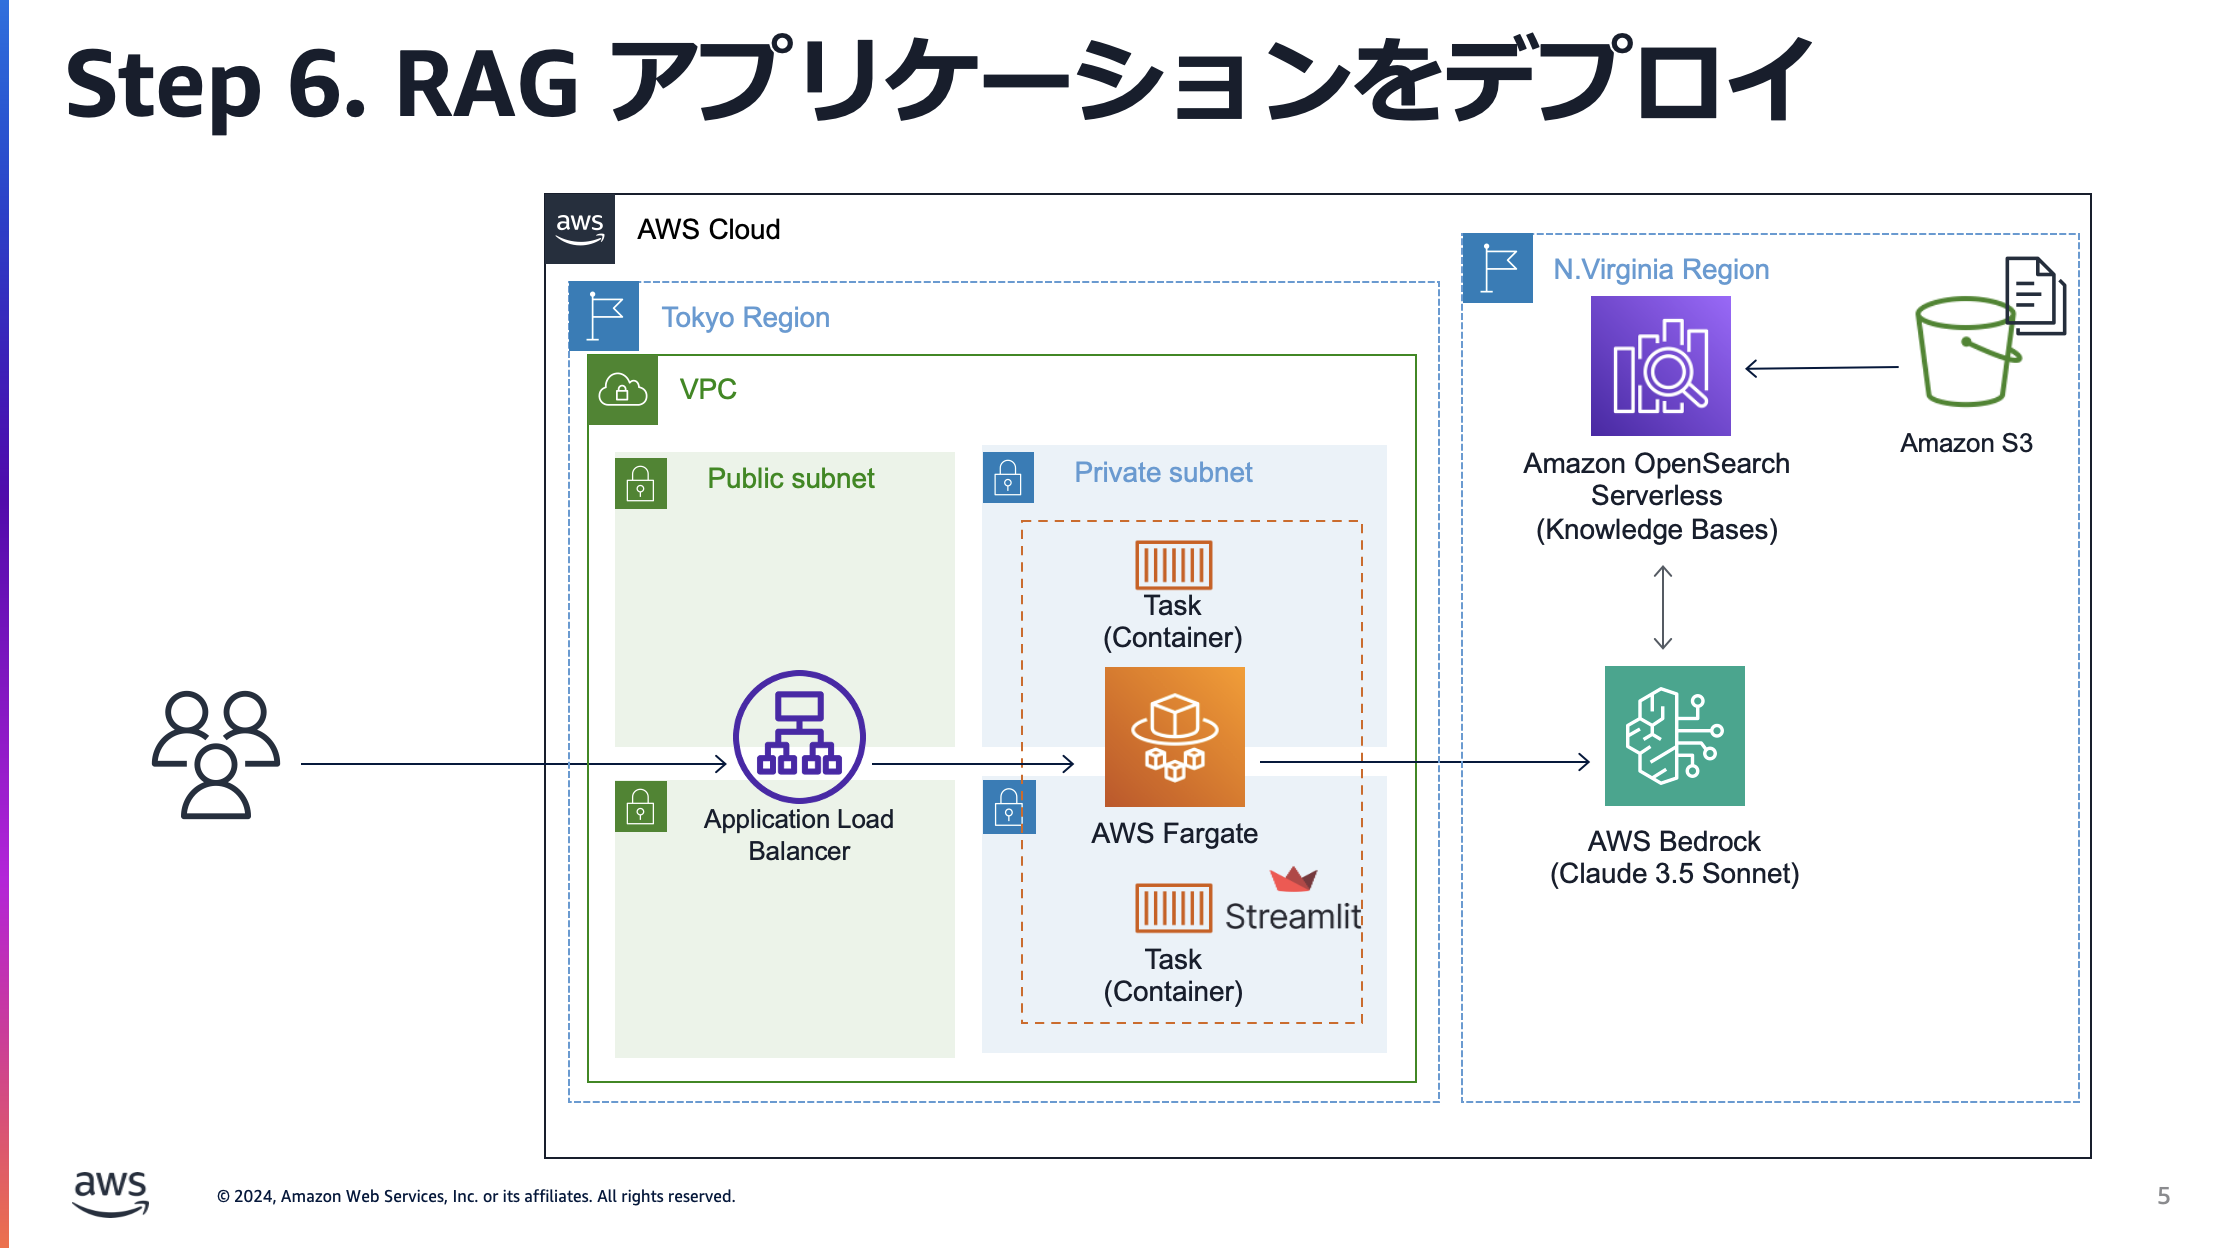 Step 6. RAG アプリケーションをデプロイ
aws
AWS Cloud
Tokyo Region
VPC
Public subnet
Private subnet
Task
(Container)
Application Load
Balancer
AWS Fargate
Streamlit
Task
(Container)
N.Virginia Region
Amazon OpenSearch
Serverless
(Knowledge Bases)
Amazon S3
AWS Bedrock
(Claude 3.5 Sonnet)
aws
© 2024, Amazon Web Services, Inc. or its affiliates. All rights reserved.
5